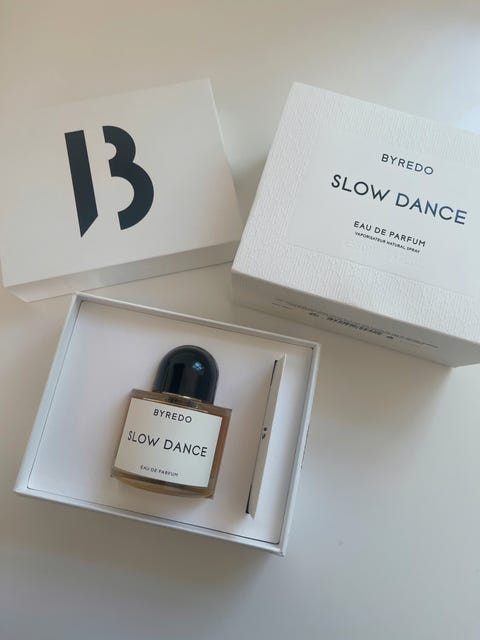 B
BYREDO
SLOW DANCE
EAU DE PARFUM
VAPORISATEUR NATURAL SPRAY
BYREDO
SLOW DANCE
EAU DE PARFUM